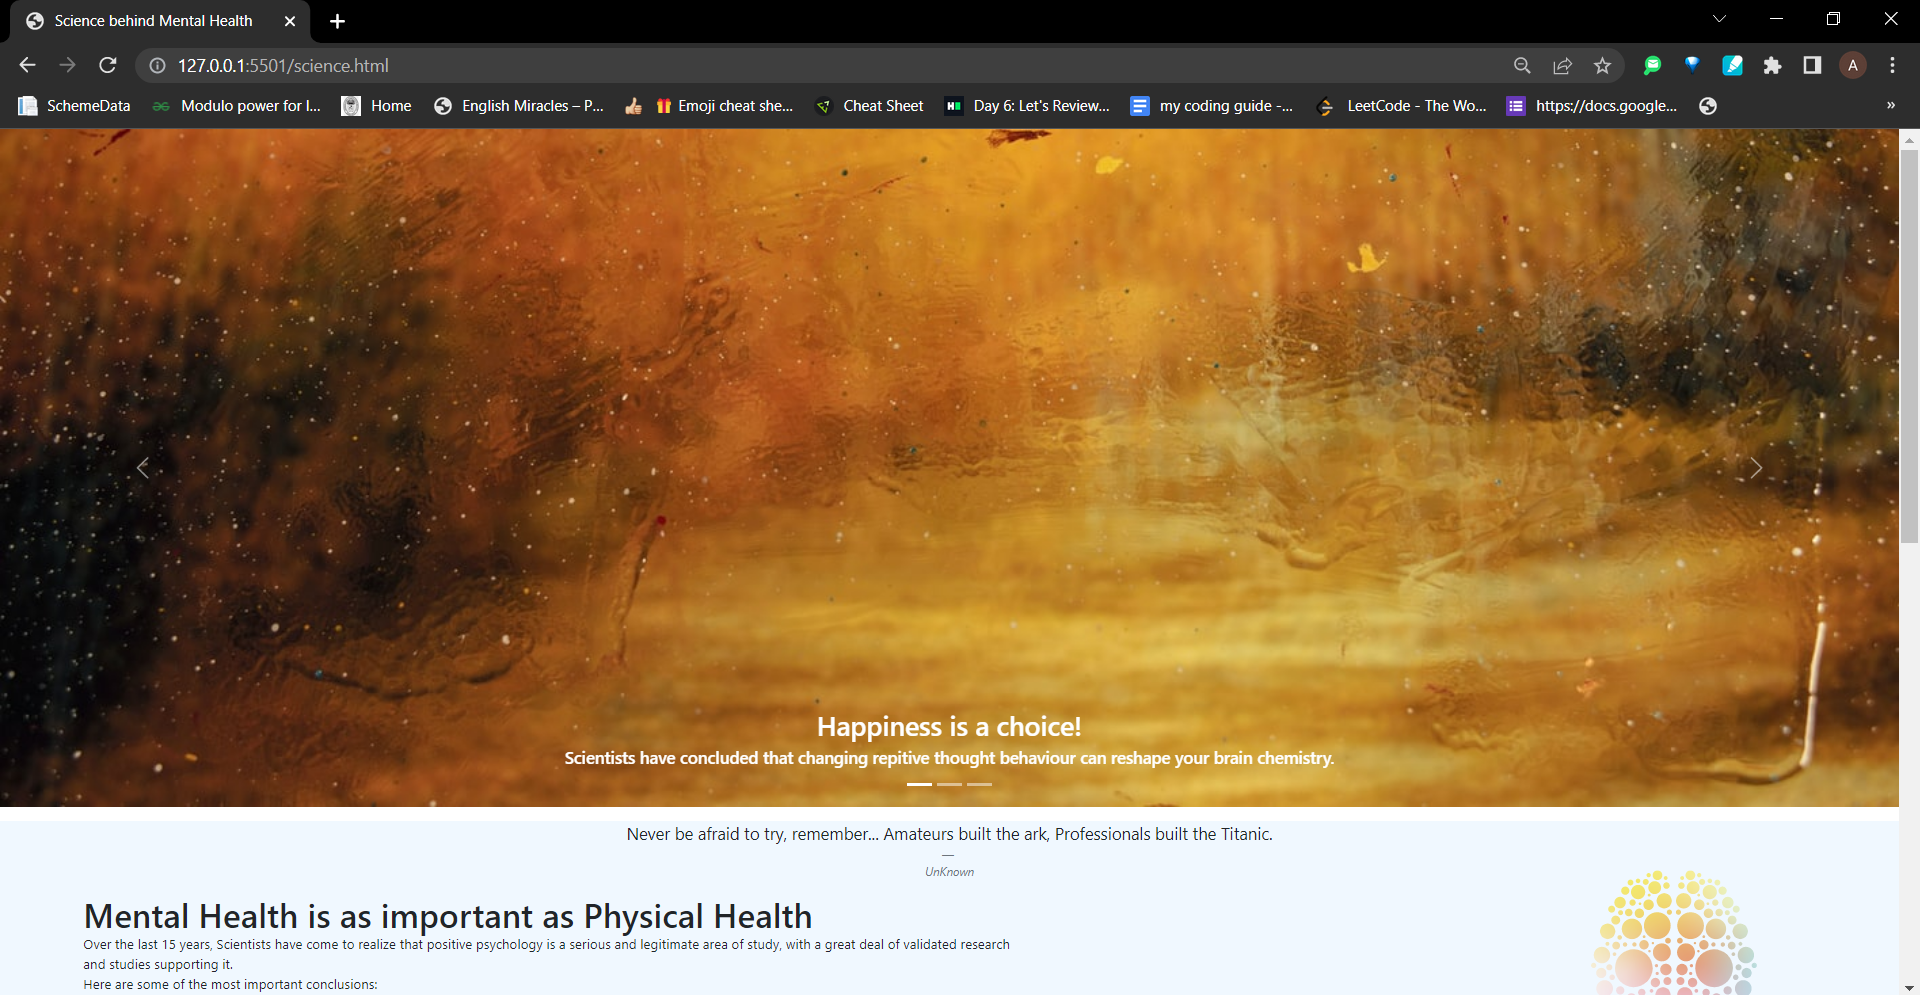 Science behind Mental Health
127.0.0.1:5501/science.html
A
SchemeData
Modulo power for I...
Home
English Miracles – P...
Emoji cheat she...
Cheat Sheet
Day 6: Let's Review...
my coding guide -...
LeetCode - The Wo...
https://docs.google...
»
Happiness is a choice!
Scientists have concluded that changing repitive thought behaviour can reshape your brain chemistry.
Never be afraid to try, remember... Amateurs built the ark, Professionals built the Titanic.
—
UnKnown
Mental Health is as important as Physical Health
Over the last 15 years, Scientists have come to realize that positive psychology is a serious and legitimate area of study, with a great deal of validated research
and studies supporting it.
Here are some of the most important conclusions: